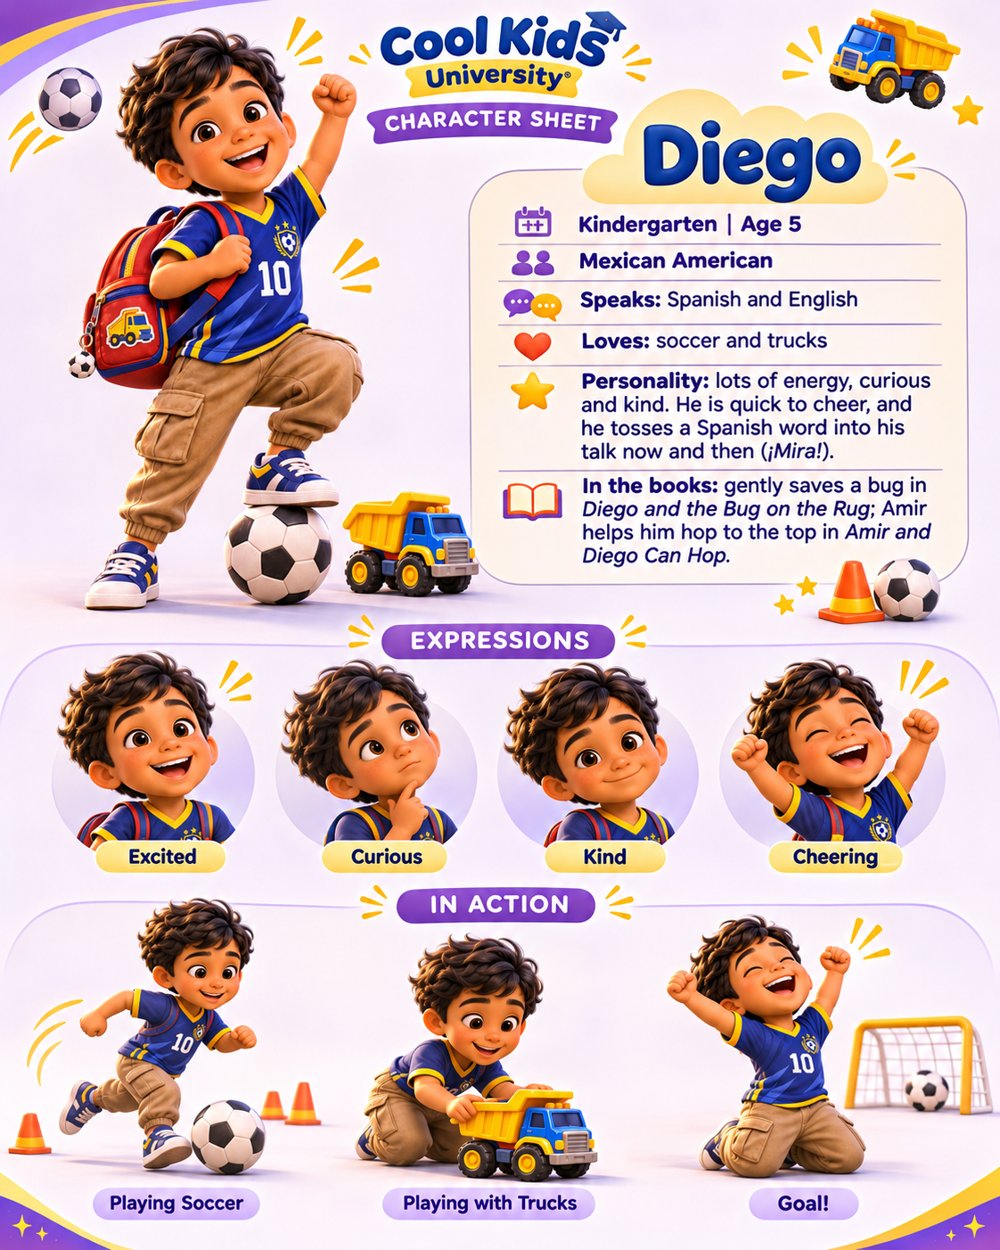 Cool Kids
University®
CHARACTER SHEET
Diego
Kindergarten | Age 5
Mexican American
Speaks: Spanish and English
Loves: soccer and trucks
Personality: lots of energy, curious
and kind. He is quick to cheer, and
he tosses a Spanish word into his
talk now and then (¡Mira!).
In the books: gently saves a bug in
Diego and the Bug on the Rug; Amir
helps him hop to the top in Amir and
Diego Can Hop.
10
EXPRESSIONS
Excited
Curious
Kind
Cheering
IN ACTION
10
10
Playing Soccer
Playing with Trucks
Goal!